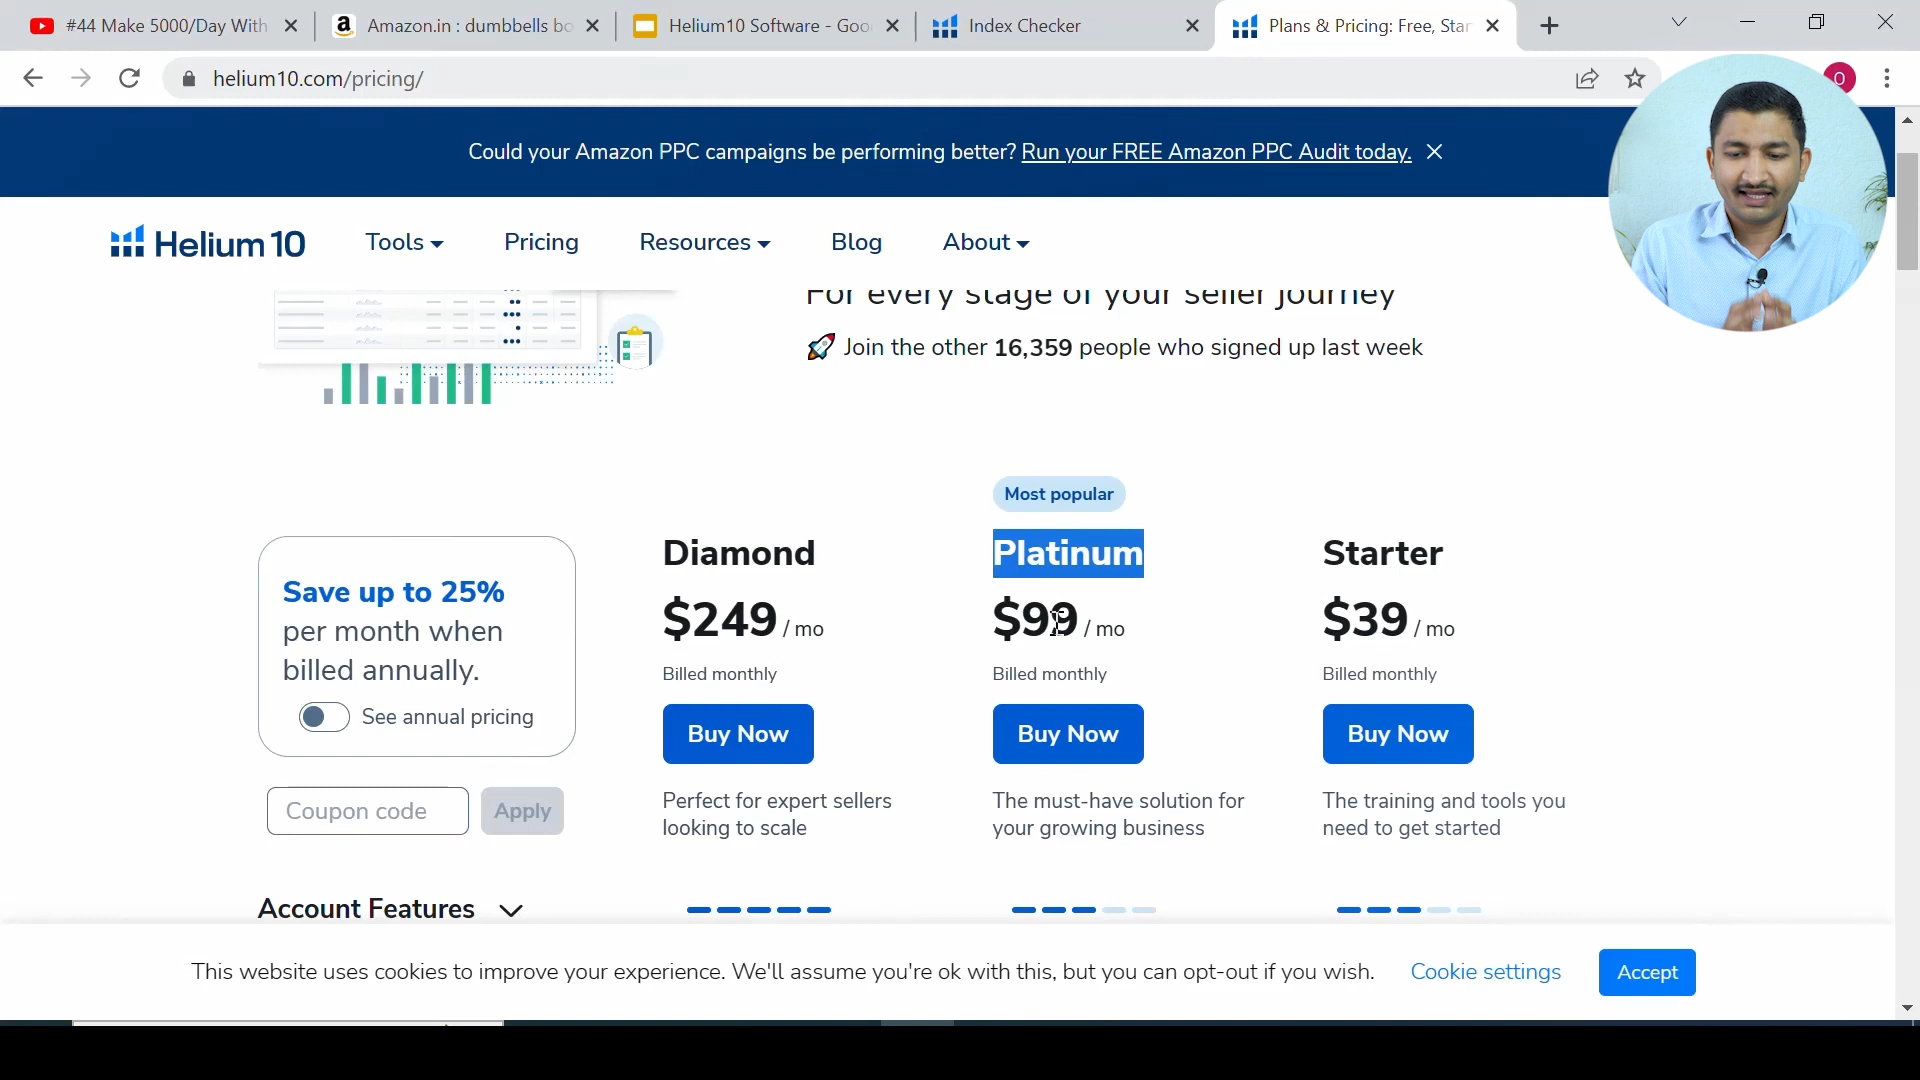 #44 Make 5000/Day With
Amazon.in : dumbbells bo
Helium10 Software - Goo
Index Checker
Plans & Pricing: Free, Star
helium10.com/pricing/
O
Could your Amazon PPC campaigns be performing better? Run your FREE Amazon PPC Audit today.
Helium 10
Tools
Pricing
Resources
Blog
About
For every stage of your seller journey
Join the other 16,359 people who signed up last week
Most popular
Save up to 25%
per month when
billed annually.
See annual pricing
Coupon code
Apply
Diamond
$249 / mo
Billed monthly
Buy Now
Perfect for expert sellers
looking to scale
Platinum
$99 / mo
Billed monthly
Buy Now
The must-have solution for
your growing business
Starter
$39 / mo
Billed monthly
Buy Now
The training and tools you
need to get started
Account Features
This website uses cookies to improve your experience. We'll assume you're ok with this, but you can opt-out if you wish.
Cookie settings
Accept